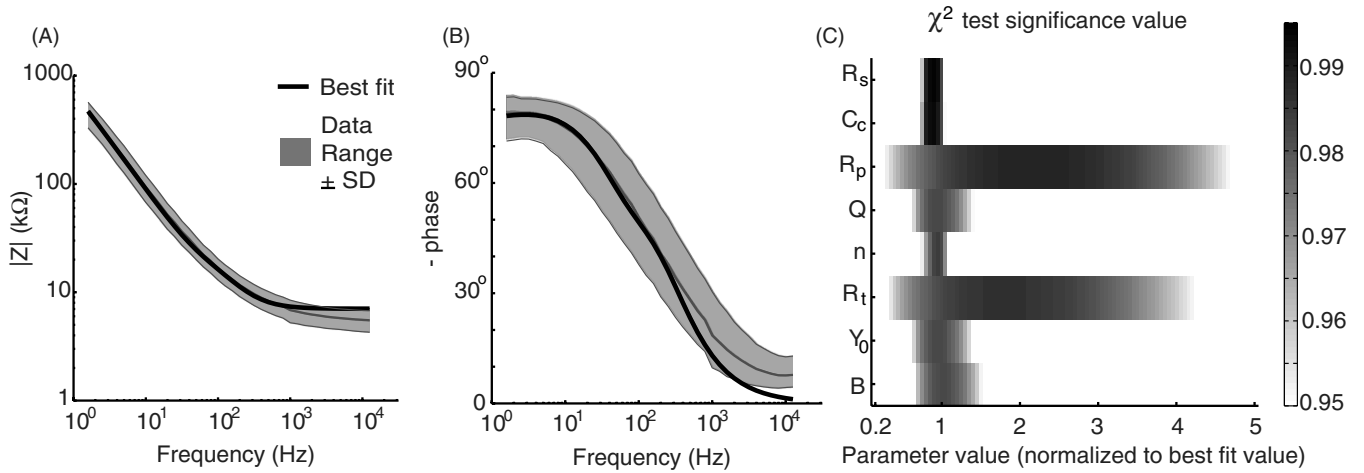 (A)
1000
100
10
1
|Z| (kΩ)
10⁰ 10¹ 10² 10³ 10⁴
Frequency (Hz)
Best fit
Data
Range
± SD
(B)
90°
60°
30°
0
- phase
10⁰ 10¹ 10² 10³ 10⁴
Frequency (Hz)
(C)
χ² test significance value
Rₛ
C_c
Rₚ
Q
n
Rₜ
Y₀
B
0.2 1 2 3 4 5
Parameter value (normalized to best fit value)
0.99
0.98
0.97
0.96
0.95